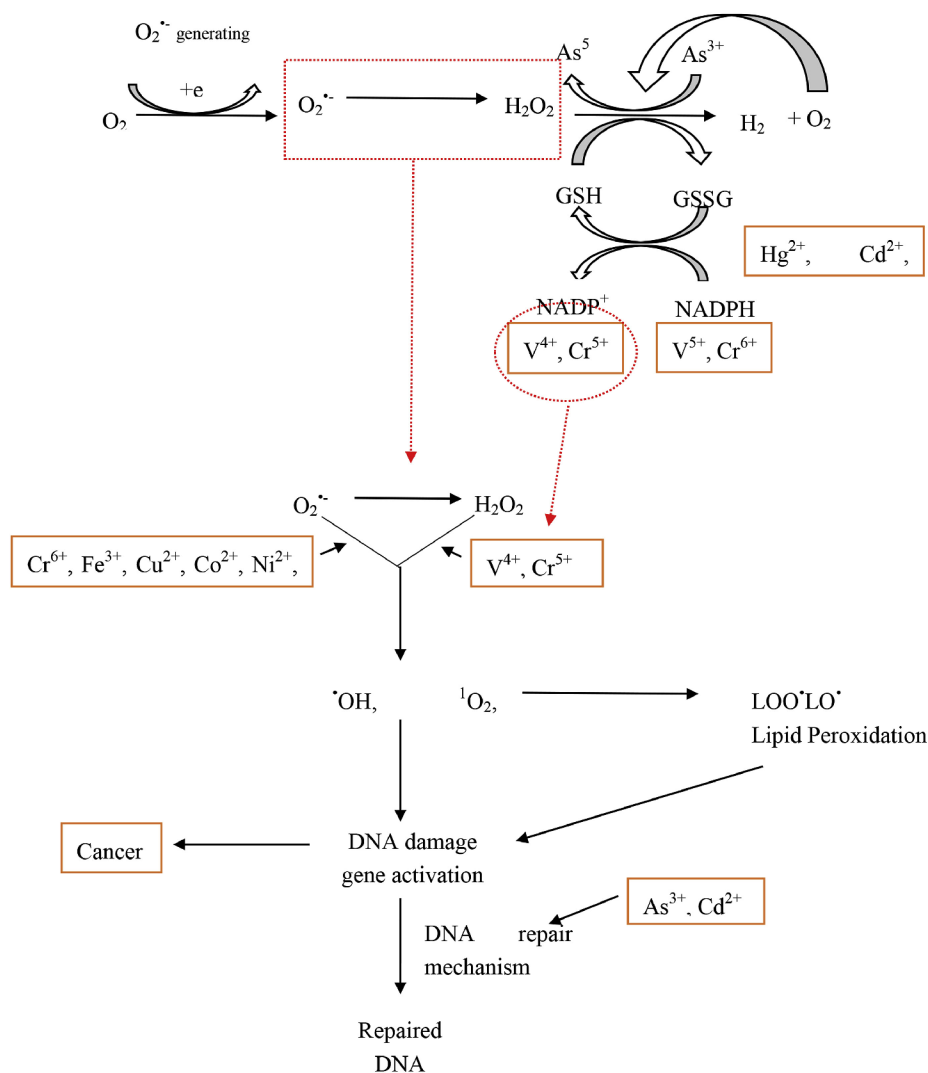 O₂•⁻ generating
As⁵ As³⁺
+e
O₂ O₂•⁻ H₂O₂ H₂ + O₂
GSH GSSG
Hg²⁺, Cd²⁺,
NADP⁺ NADPH
V⁴⁺, Cr⁵⁺ V⁵⁺, Cr⁶⁺
O₂•⁻ H₂O₂
Cr⁶⁺, Fe³⁺, Cu²⁺, Co²⁺, Ni²⁺, V⁴⁺, Cr⁵⁺
•OH, ¹O₂, LOO•LO•
Lipid Peroxidation
Cancer DNA damage
gene activation
As³⁺, Cd²⁺
DNA repair
mechanism
Repaired
DNA